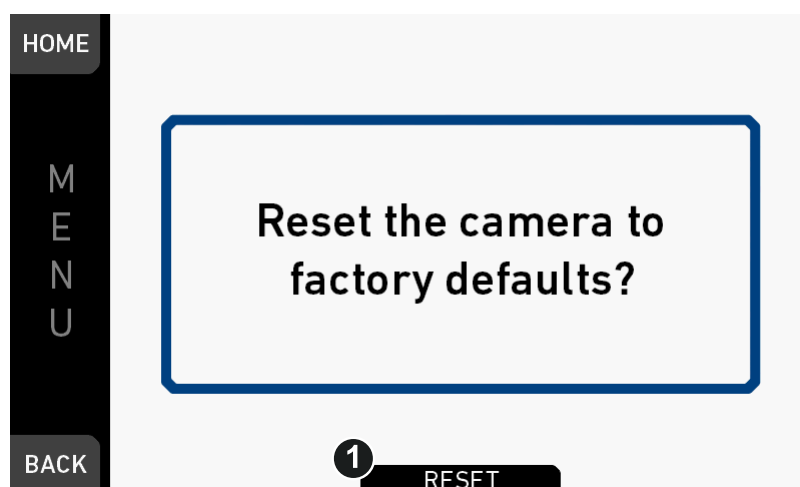 HOME
M
E
N
U
Reset the camera to
factory defaults?
BACK
1
RESET